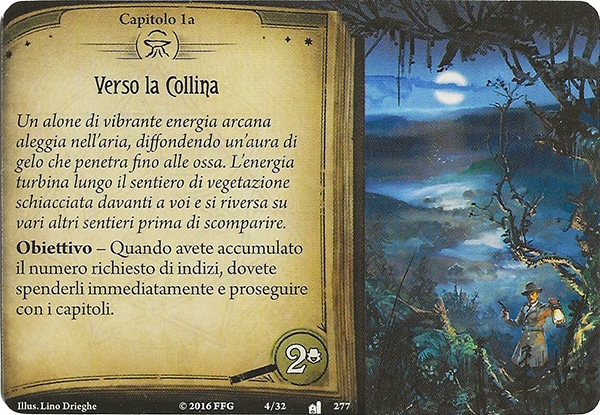 Capitolo 1a
Verso la Collina
Un alone di vibrante energia arcana
aleggia nell'aria, diffondendo un'aura di
gelo che penetra fino alle ossa. L'energia
turbina lungo il sentiero di vegetazione
schiacciata davanti a voi e si riversa su
vari altri sentieri prima di scomparire.
Obiettivo – Quando avete accumulato
il numero richiesto di indizi, dovete
spenderli immediatamente e proseguire
con i capitoli.
2
Illus. Lino Drieghe © 2016 FFG 4/32 277